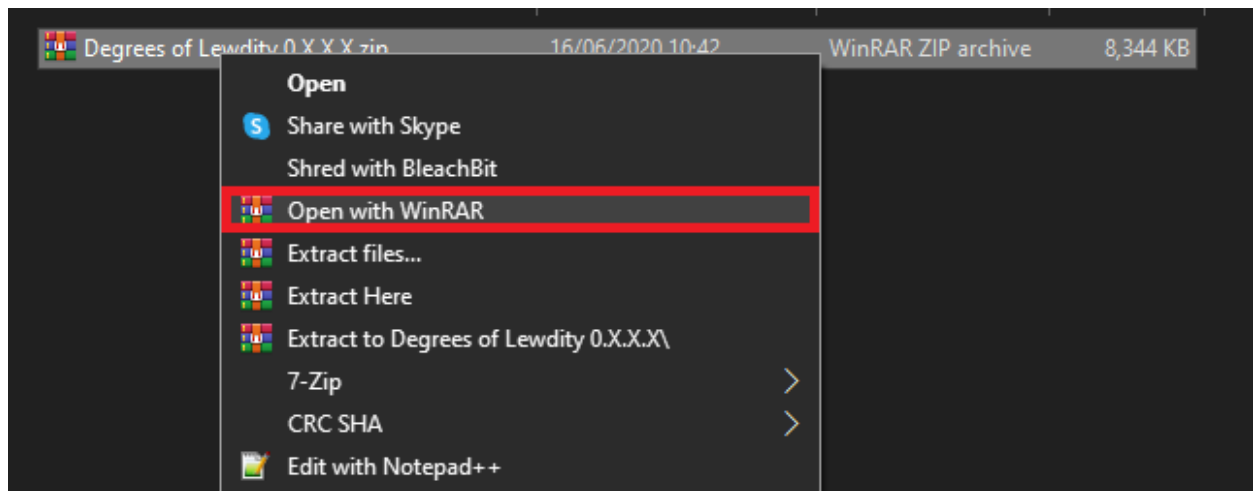 Degrees of Lewdity 0.X.X.X.zip 16/06/2020 10:42 WinRAR ZIP archive 8,344 KB
Open
Share with Skype
Shred with BleachBit
Open with WinRAR
Extract files...
Extract Here
Extract to Degrees of Lewdity 0.X.X.X\
7-Zip
CRC SHA
Edit with Notepad++